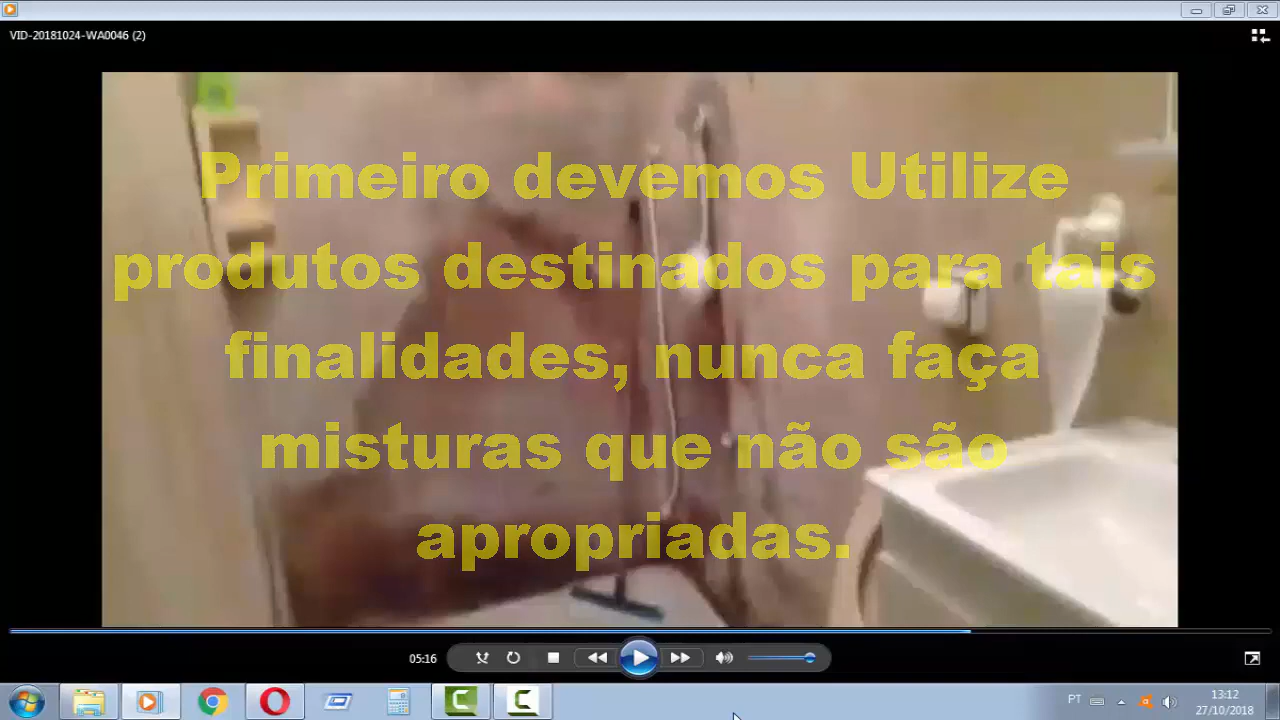 VID-20181024-WA0046 (2)
Primeiro devemos Utilize
produtos destinados para tais
finalidades, nunca faça
misturas que não são
apropriadas.
05:16
PT
13:12
27/10/2018